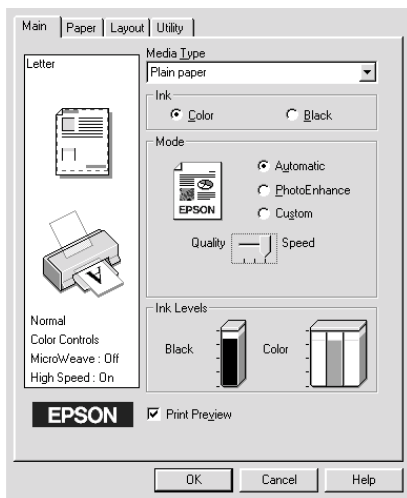 Main Paper Layout Utility
Letter
Media Type
Plain paper
Ink
Color Black
Mode
EPSON
Automatic
PhotoEnhance
Custom
Quality Speed
A
Normal
Color Controls
MicroWeave : Off
High Speed : On
Ink Levels
Black Color
EPSON
Print Preview
OK Cancel Help